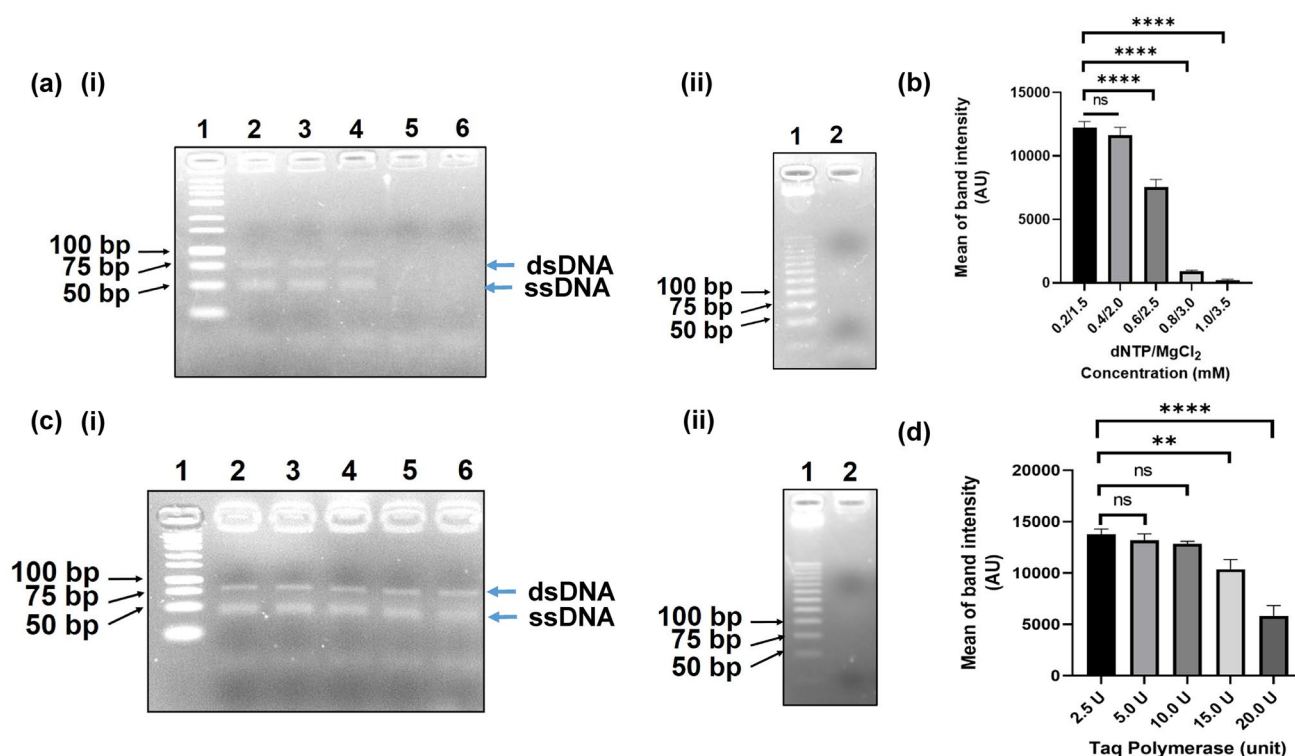 (a) (i)
1 2 3 4 5 6
100 bp
75 bp
50 bp
dsDNA
ssDNA
(ii)
1 2
100 bp
75 bp
50 bp
(b)
****
****
****
ns
15000
10000
5000
0
Mean of band intensity
(AU)
0.2/1.5
0.4/2.0
0.6/2.5
0.8/3.0
1.0/3.5
dNTP/MgCl₂
Concentration (mM)
(c) (i)
1 2 3 4 5 6
100 bp
75 bp
50 bp
dsDNA
ssDNA
(ii)
1 2
100 bp
75 bp
50 bp
(d)
****
**
ns
ns
20000
15000
10000
5000
0
Mean of band intensity
(AU)
2.5 U
5.0 U
10.0 U
15.0 U
20.0 U
Taq Polymerase (unit)